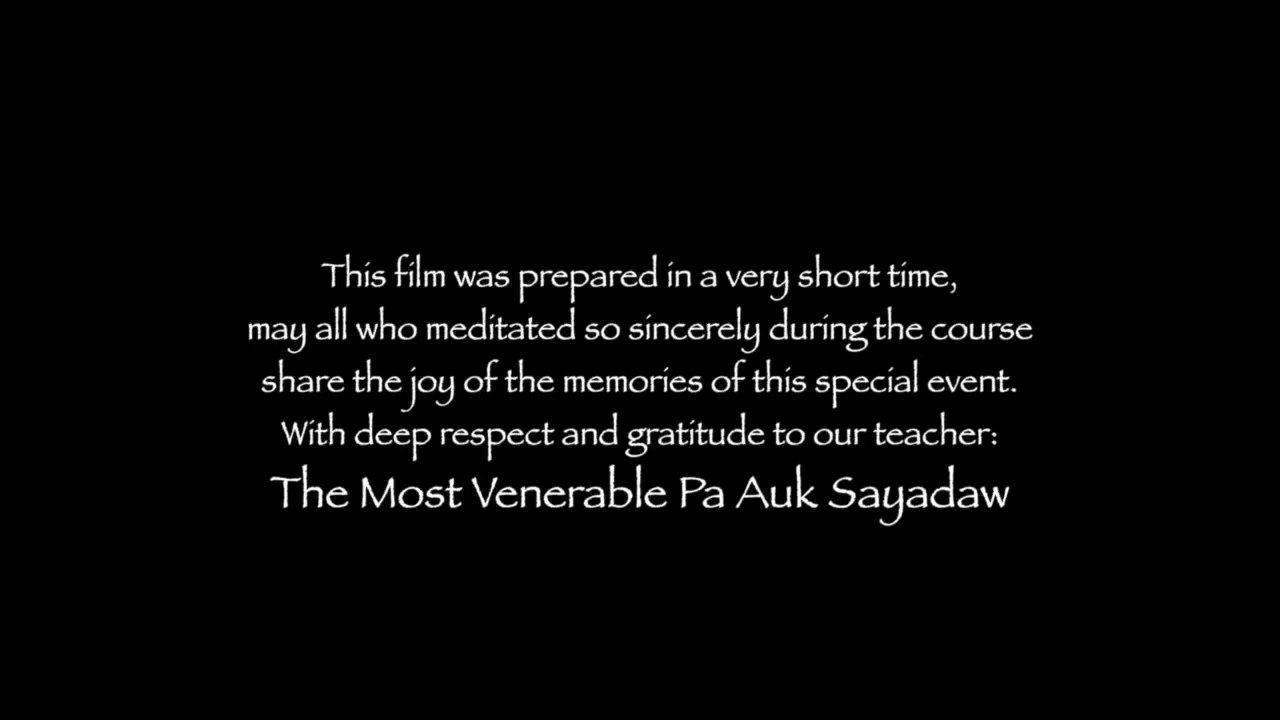 This film was prepared in a very short time,
may all who meditated so sincerely during the course
share the joy of the memories of this special event.
With deep respect and gratitude to our teacher:
The Most Venerable Pa Auk Sayadaw